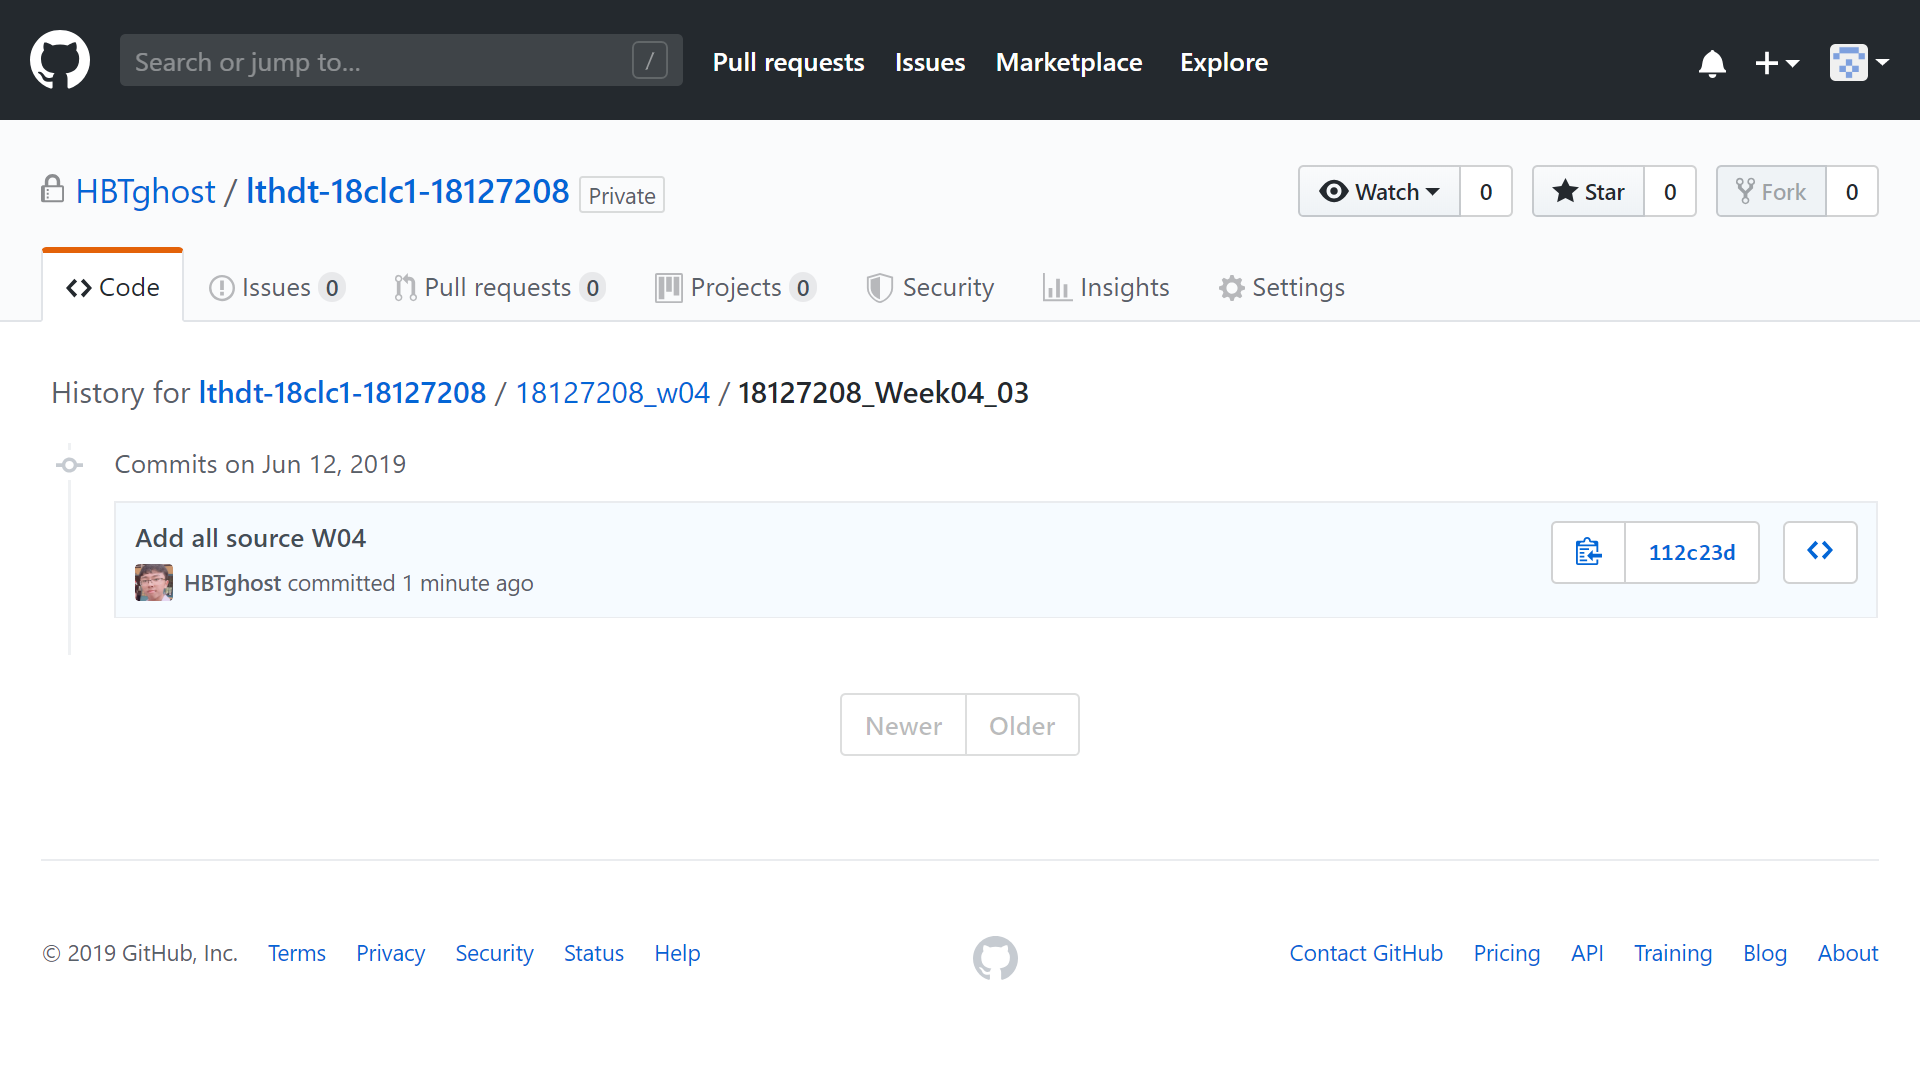 Search or jump to... /
Pull requests Issues Marketplace Explore
HBTghost / lthdt-18clc1-18127208 Private
Watch 0 Star 0 Fork 0
Code Issues 0 Pull requests 0 Projects 0 Security Insights Settings
History for lthdt-18clc1-18127208 / 18127208_w04 / 18127208_Week04_03
Commits on Jun 12, 2019
Add all source W04
HBTghost committed 1 minute ago
112c23d
Newer Older
© 2019 GitHub, Inc. Terms Privacy Security Status Help
Contact GitHub Pricing API Training Blog About